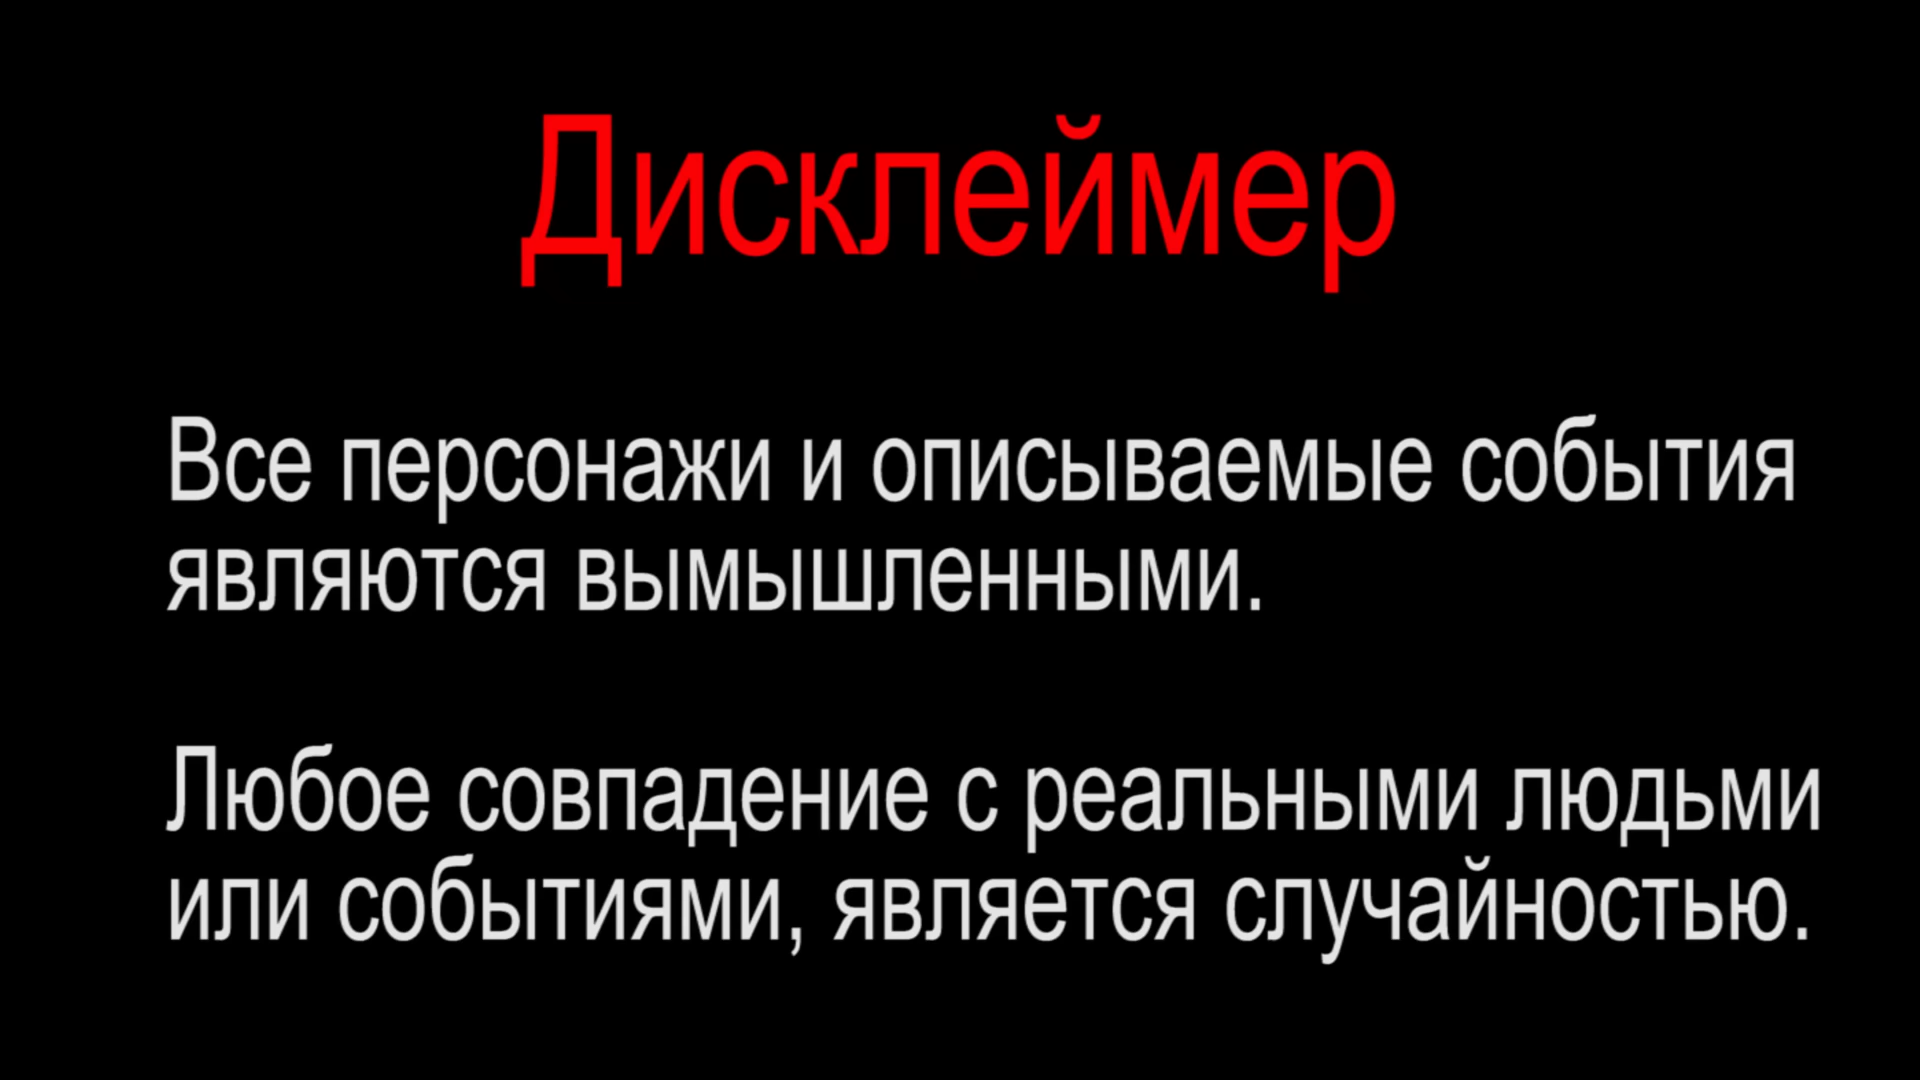 Дисклеймер
Все персонажи и описываемые события
являются вымышленными.
Любое совпадение с реальными людьми
или событиями, является случайностью.